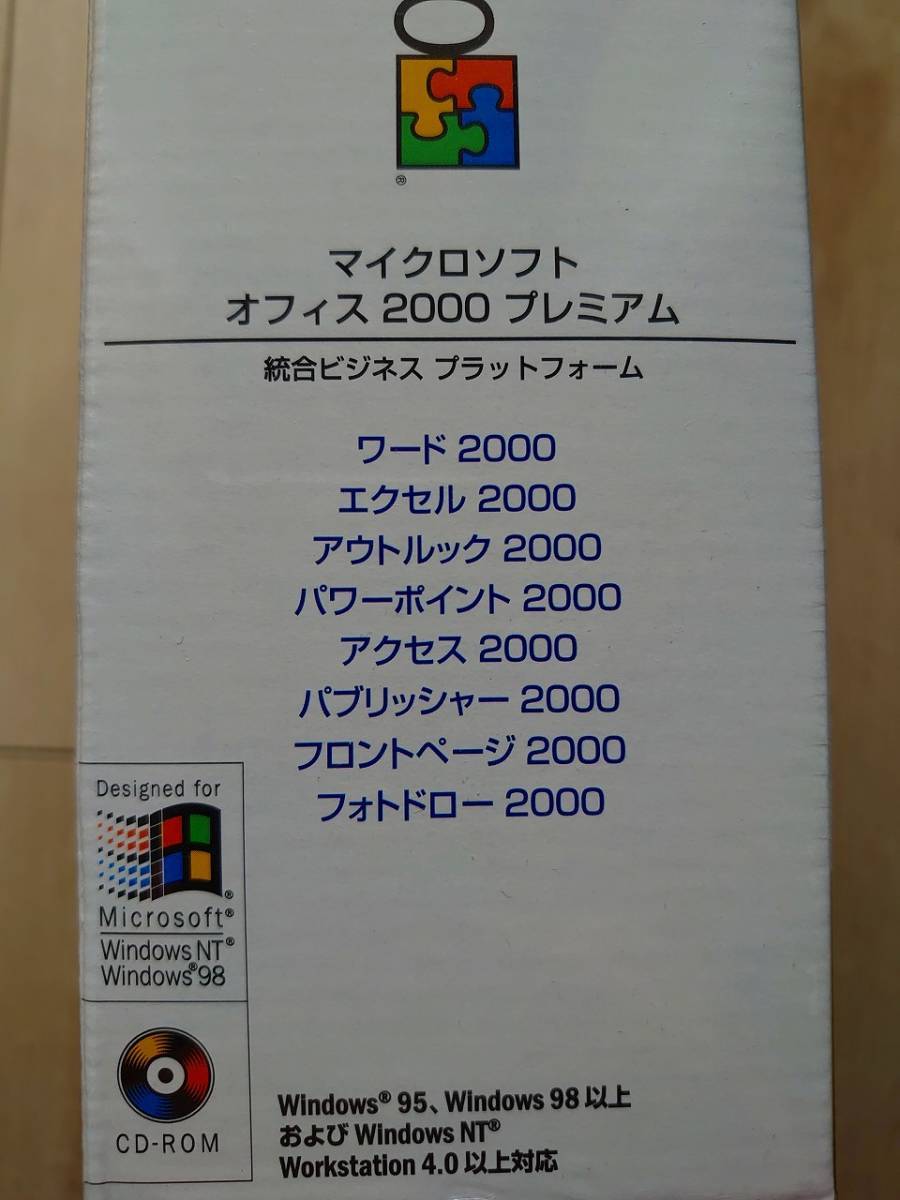 ®
マイクロソフト
オフィス 2000 プレミアム
統合ビジネス プラットフォーム
ワード 2000
エクセル 2000
アウトルック 2000
パワーポイント 2000
アクセス 2000
パブリッシャー 2000
フロントページ 2000
フォトドロー 2000
Designed for
®
Microsoft®
Windows NT®
Windows®98
CD-ROM
Windows® 95、Windows 98 以上
および Windows NT®
Workstation 4.0 以上対応